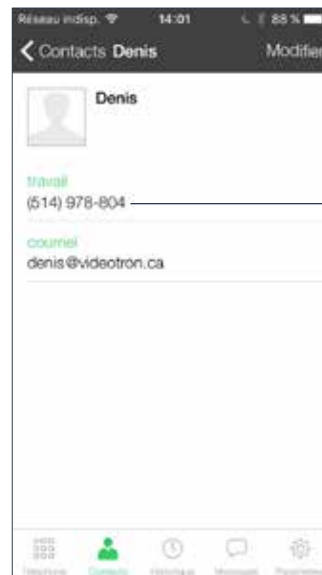 Réseau indisp. 14:01 88 %
Contacts Denis Modifier
Denis
travail
(514) 978-804
courriel
denis@videotron.ca
Téléphone Contacts Historique Messages Paramètres